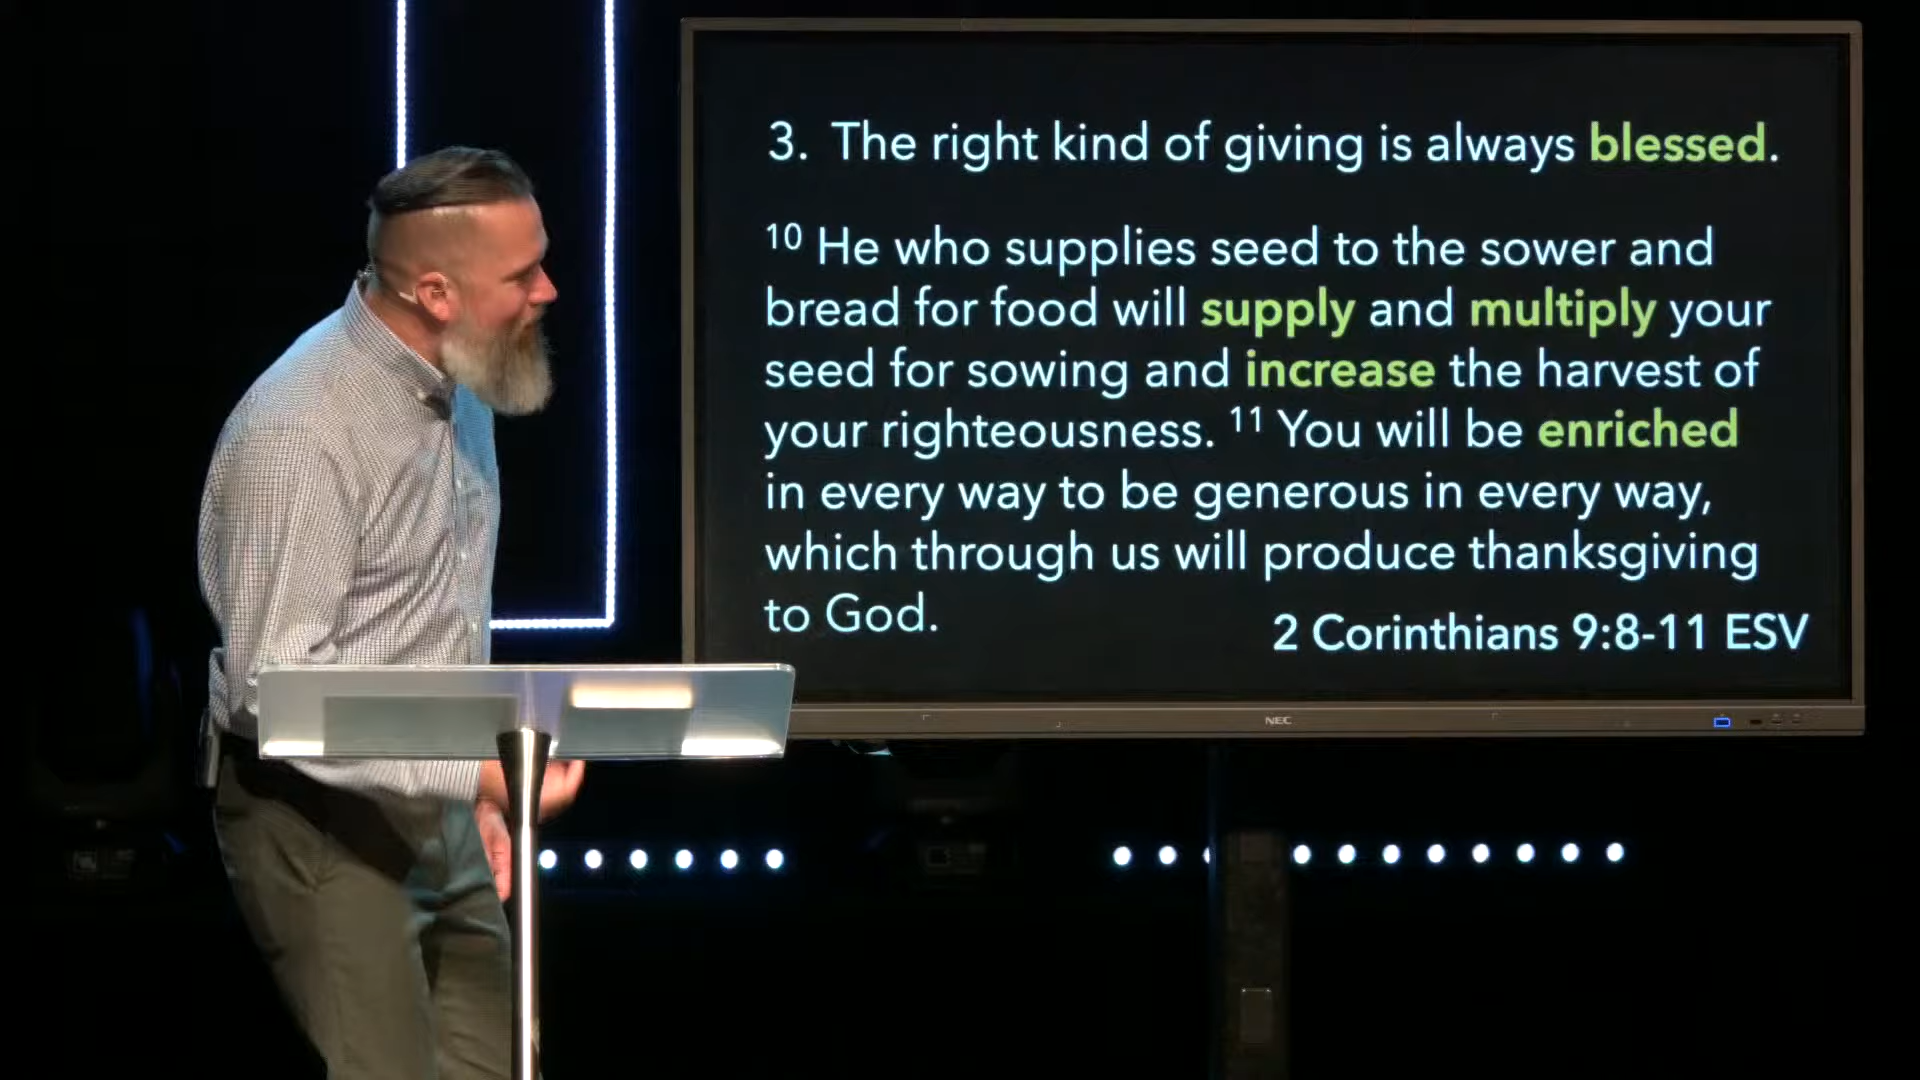 3. The right kind of giving is always blessed.
10 He who supplies seed to the sower and
bread for food will supply and multiply your
seed for sowing and increase the harvest of
your righteousness. 11 You will be enriched
in every way to be generous in every way,
which through us will produce thanksgiving
to God.
2 Corinthians 9:8-11 ESV
NEC